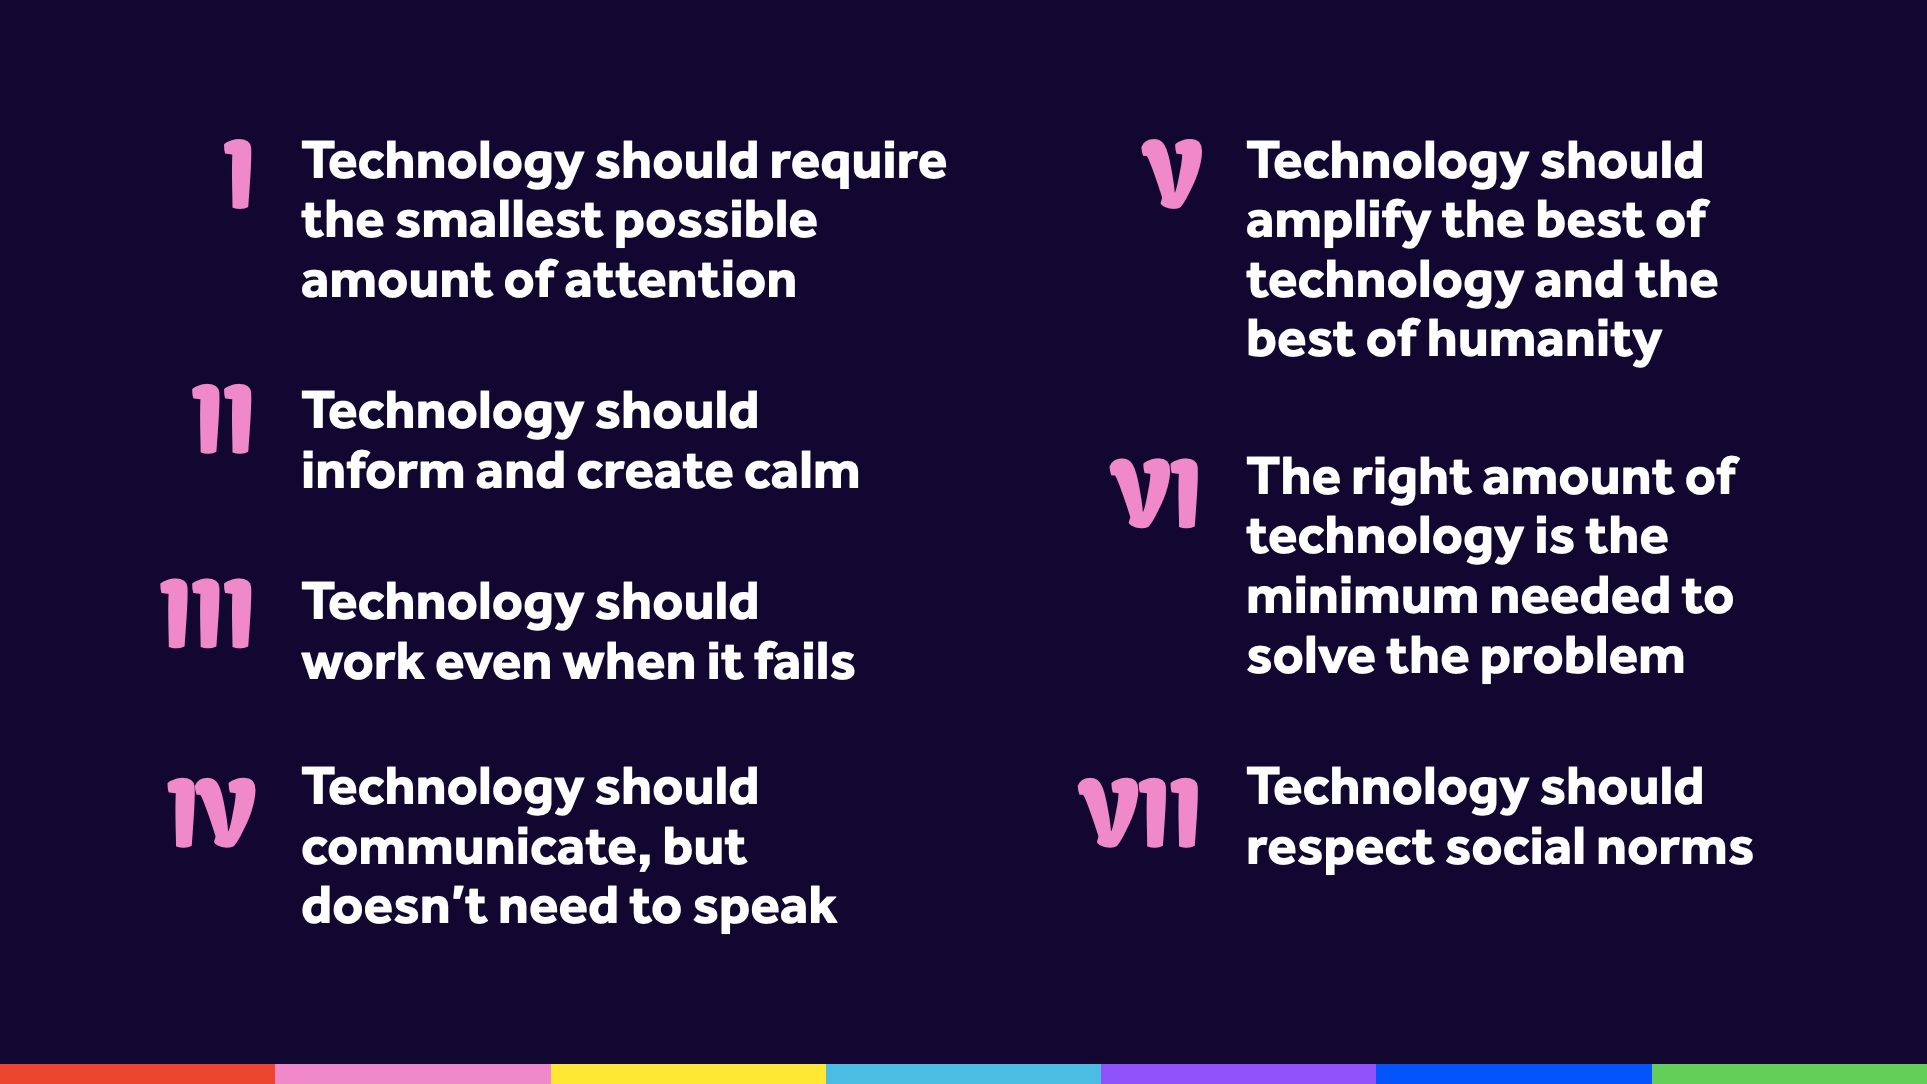 I
Technology should require
the smallest possible
amount of attention
II
Technology should
inform and create calm
III
Technology should
work even when it fails
IV
Technology should
communicate, but
doesn’t need to speak
V
Technology should
amplify the best of
technology and the
best of humanity
VI
The right amount of
technology is the
minimum needed to
solve the problem
VII
Technology should
respect social norms